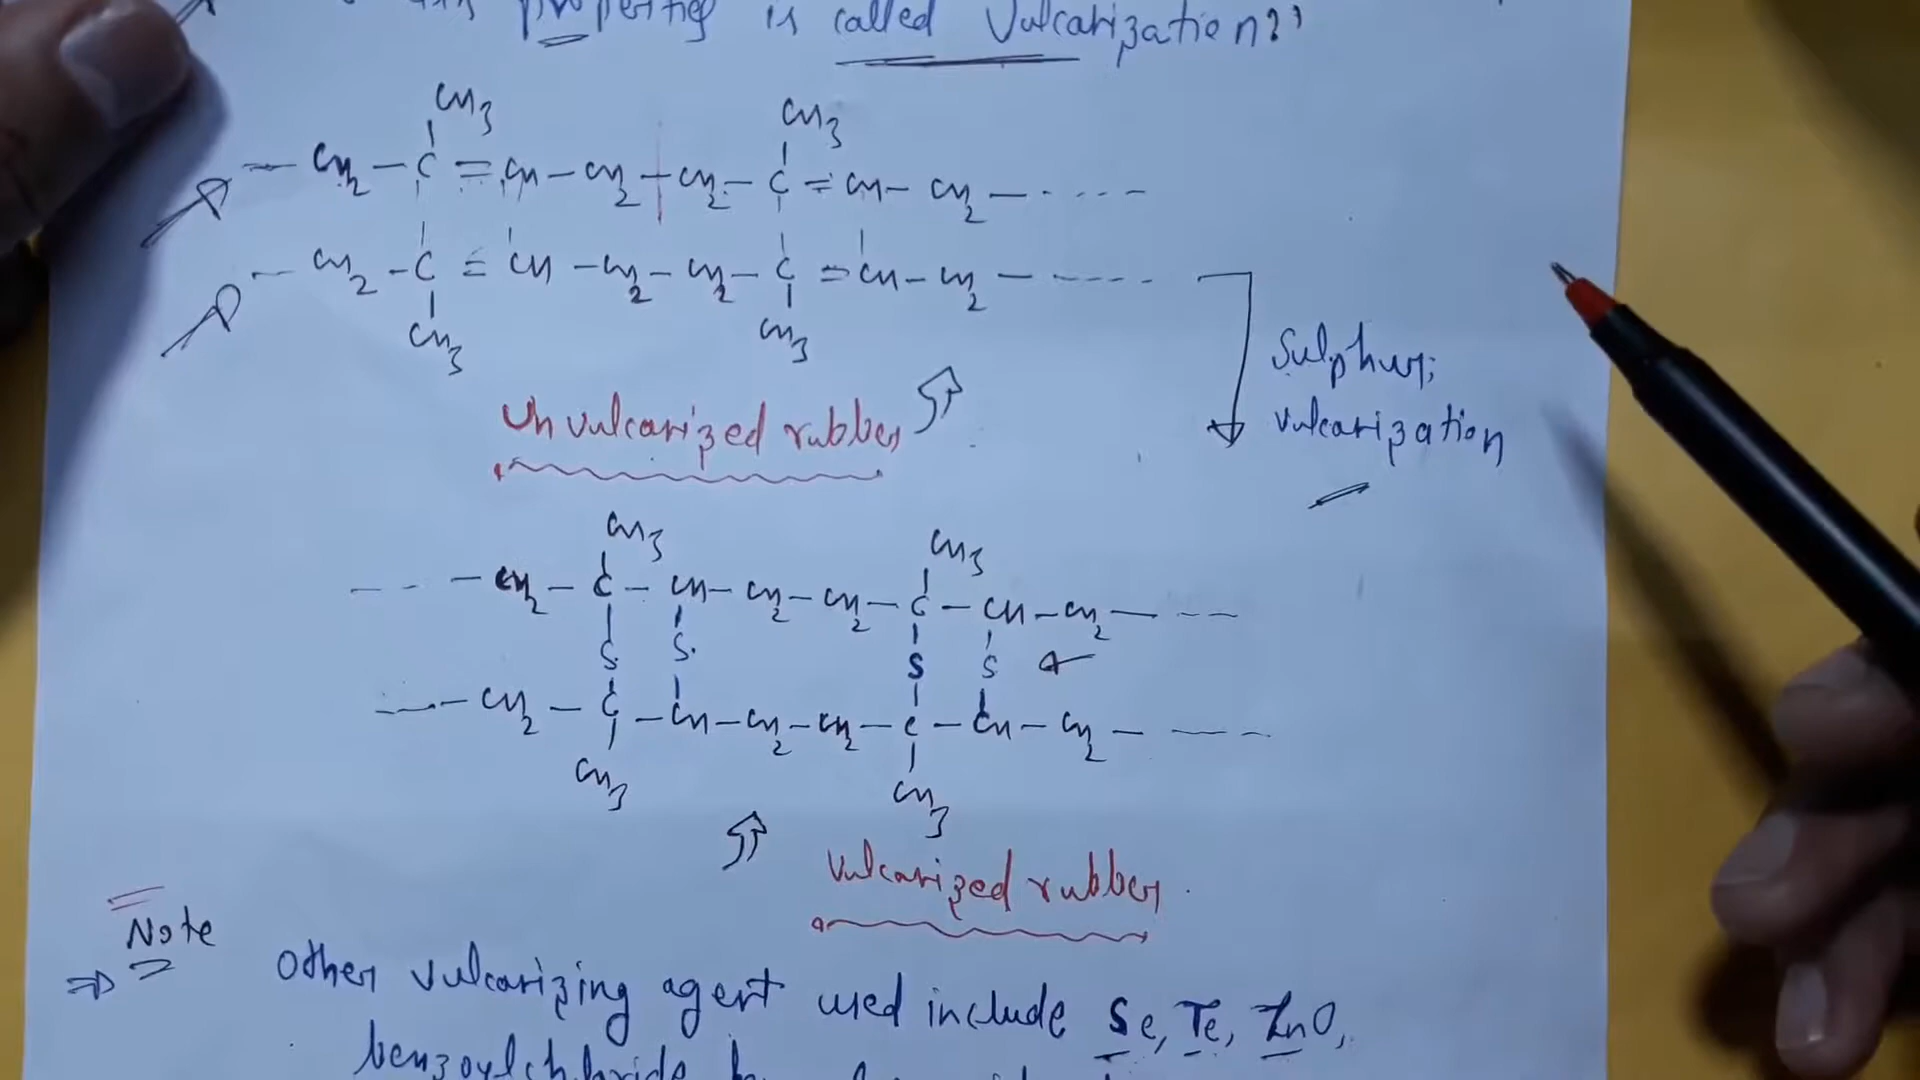 properties is called Vulcanization"
CH3 CH3
— CH2 — C = CH — CH2 + CH2 — C = CH — CH2 — - - - -
— CH2 — C = CH — CH2 — CH2 — C = CH — CH2 — - - - -
CH3 CH3
Sulphur;
vulcanization
Unvulcanized rubber
CH3 CH3
- - — CH2 — C — CH — CH2 — CH2 — C — CH — CH2 — - - -
S S S S
- - — CH2 — C — CH — CH2 — CH2 — C — CH — CH2 — - - -
CH3 CH3
Vulcanized rubber
Note
⇒ Other vulcanizing agent used include Se, Te, ZnO,
benzoylchloride